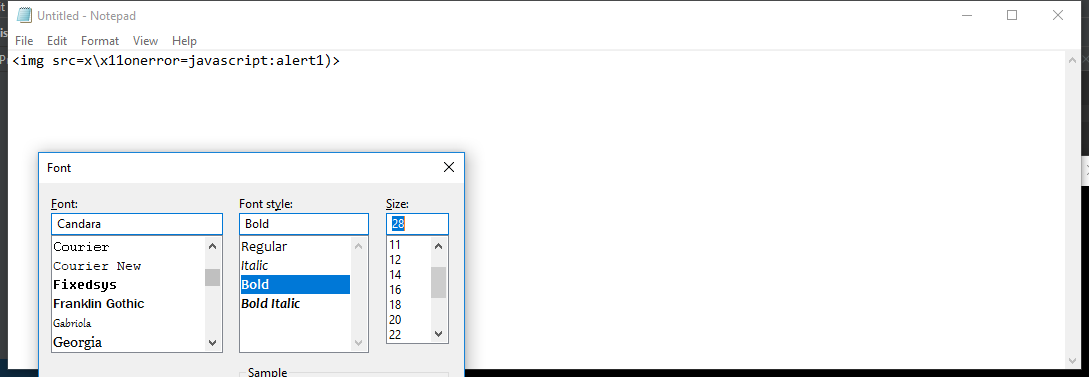 Untitled - Notepad
File Edit Format View Help
<img src=x\x11onerror=javascript:alert1)>
Font
Font: Font style: Size:
Candara Bold 28
Courier Regular 11
Courier New Italic 12
Fixedsys Bold 14
Franklin Gothic Bold Italic 16
Gabriola 18
Georgia 20
22
Sample